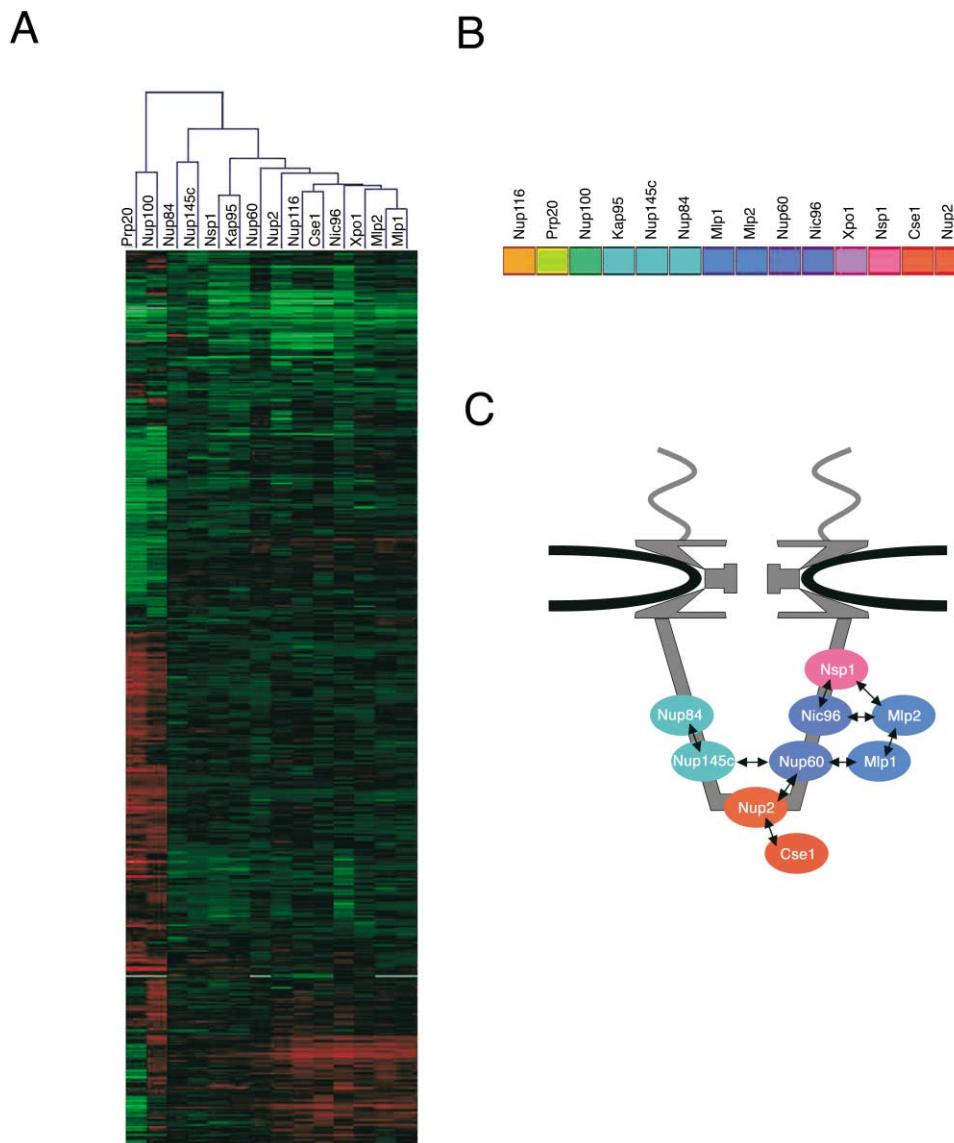 A
Prp20
Nup100
Nup84
Nup145c
Nsp1
Kap95
Nup60
Nup2
Nup116
Cse1
Nic96
Xpo1
Mlp2
Mlp1
B
Nup116
Prp20
Nup100
Kap95
Nup145c
Nup84
Mlp1
Mlp2
Nup60
Nic96
Xpo1
Nsp1
Cse1
Nup2
C
Nsp1
Nup84
Nic96
Mlp2
Nup145c
Nup60
Mlp1
Nup2
Cse1